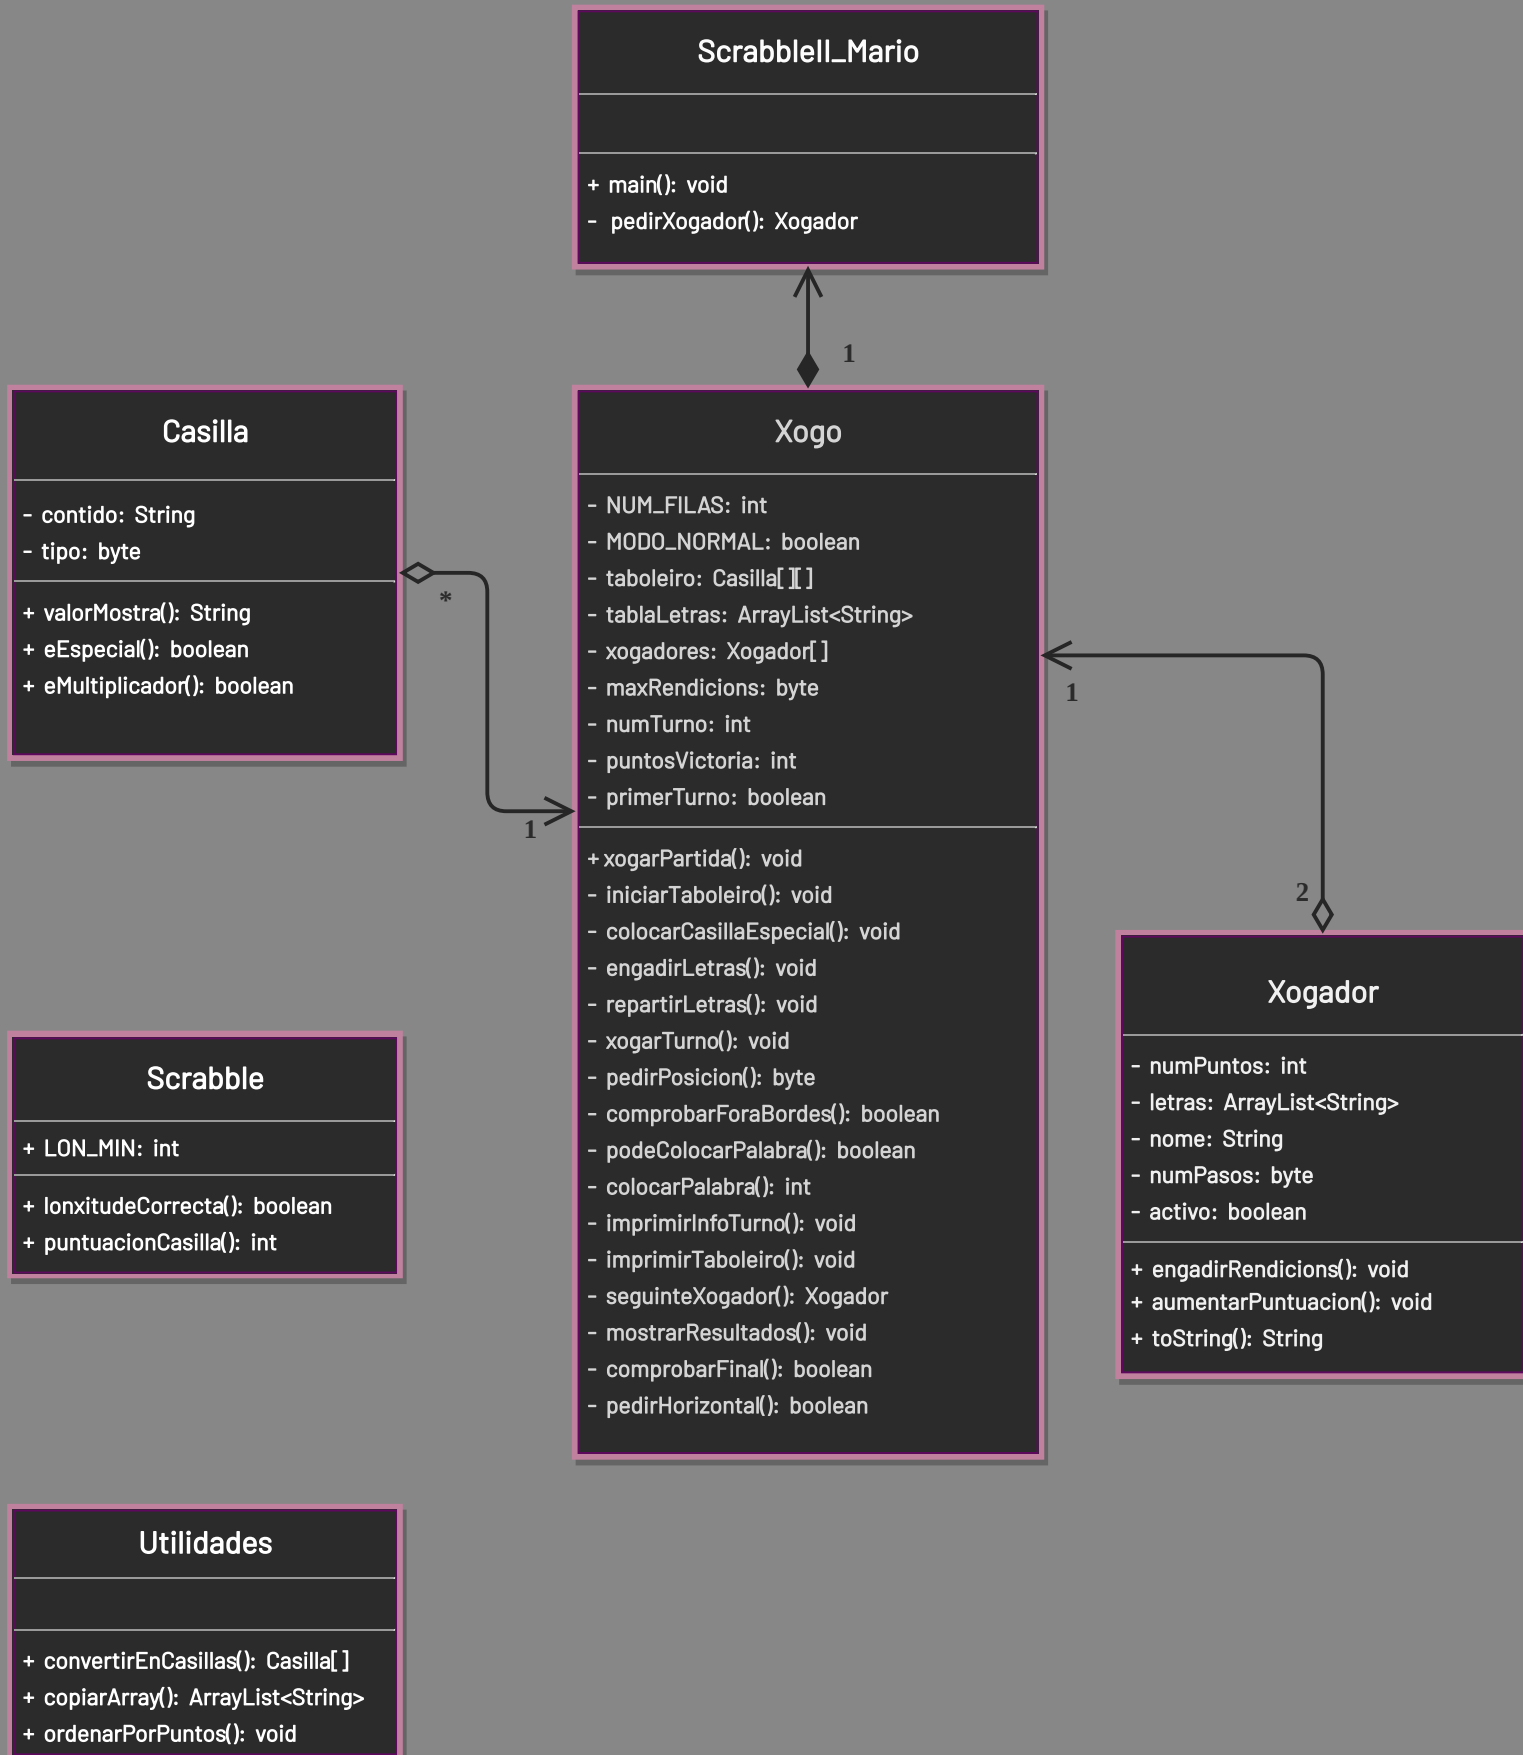 ScrabbleII_Mario
+ main(): void
- pedirXogador(): Xogador
1
Casilla
- contido: String
- tipo: byte
+ valorMostra(): String
+ eEspecial(): boolean
+ eMultiplicador(): boolean
*
1
Xogo
- NUM_FILAS: int
- MODO_NORMAL: boolean
- taboleiro: Casilla[][]
- tablaLetras: ArrayList<String>
- xogadores: Xogador[]
- maxRendicions: byte
- numTurno: int
- puntosVictoria: int
- primerTurno: boolean
+ xogarPartida(): void
- iniciarTaboleiro(): void
- colocarCasillaEspecial(): void
- engadirLetras(): void
- repartirLetras(): void
- xogarTurno(): void
- pedirPosicion(): byte
- comprobarForaBordes(): boolean
- podeColocarPalabra(): boolean
- colocarPalabra(): int
- imprimirInfoTurno(): void
- imprimirTaboleiro(): void
- seguinteXogador(): Xogador
- mostrarResultados(): void
- comprobarFinal(): boolean
- pedirHorizontal(): boolean
1
2
Xogador
- numPuntos: int
- letras: ArrayList<String>
- nome: String
- numPasos: byte
- activo: boolean
+ engadirRendicions(): void
+ aumentarPuntuacion(): void
+ toString(): String
Scrabble
+ LON_MIN: int
+ lonxitudeCorrecta(): boolean
+ puntuacionCasilla(): int
Utilidades
+ convertirEnCasillas(): Casilla[]
+ copiarArray(): ArrayList<String>
+ ordenarPorPuntos(): void